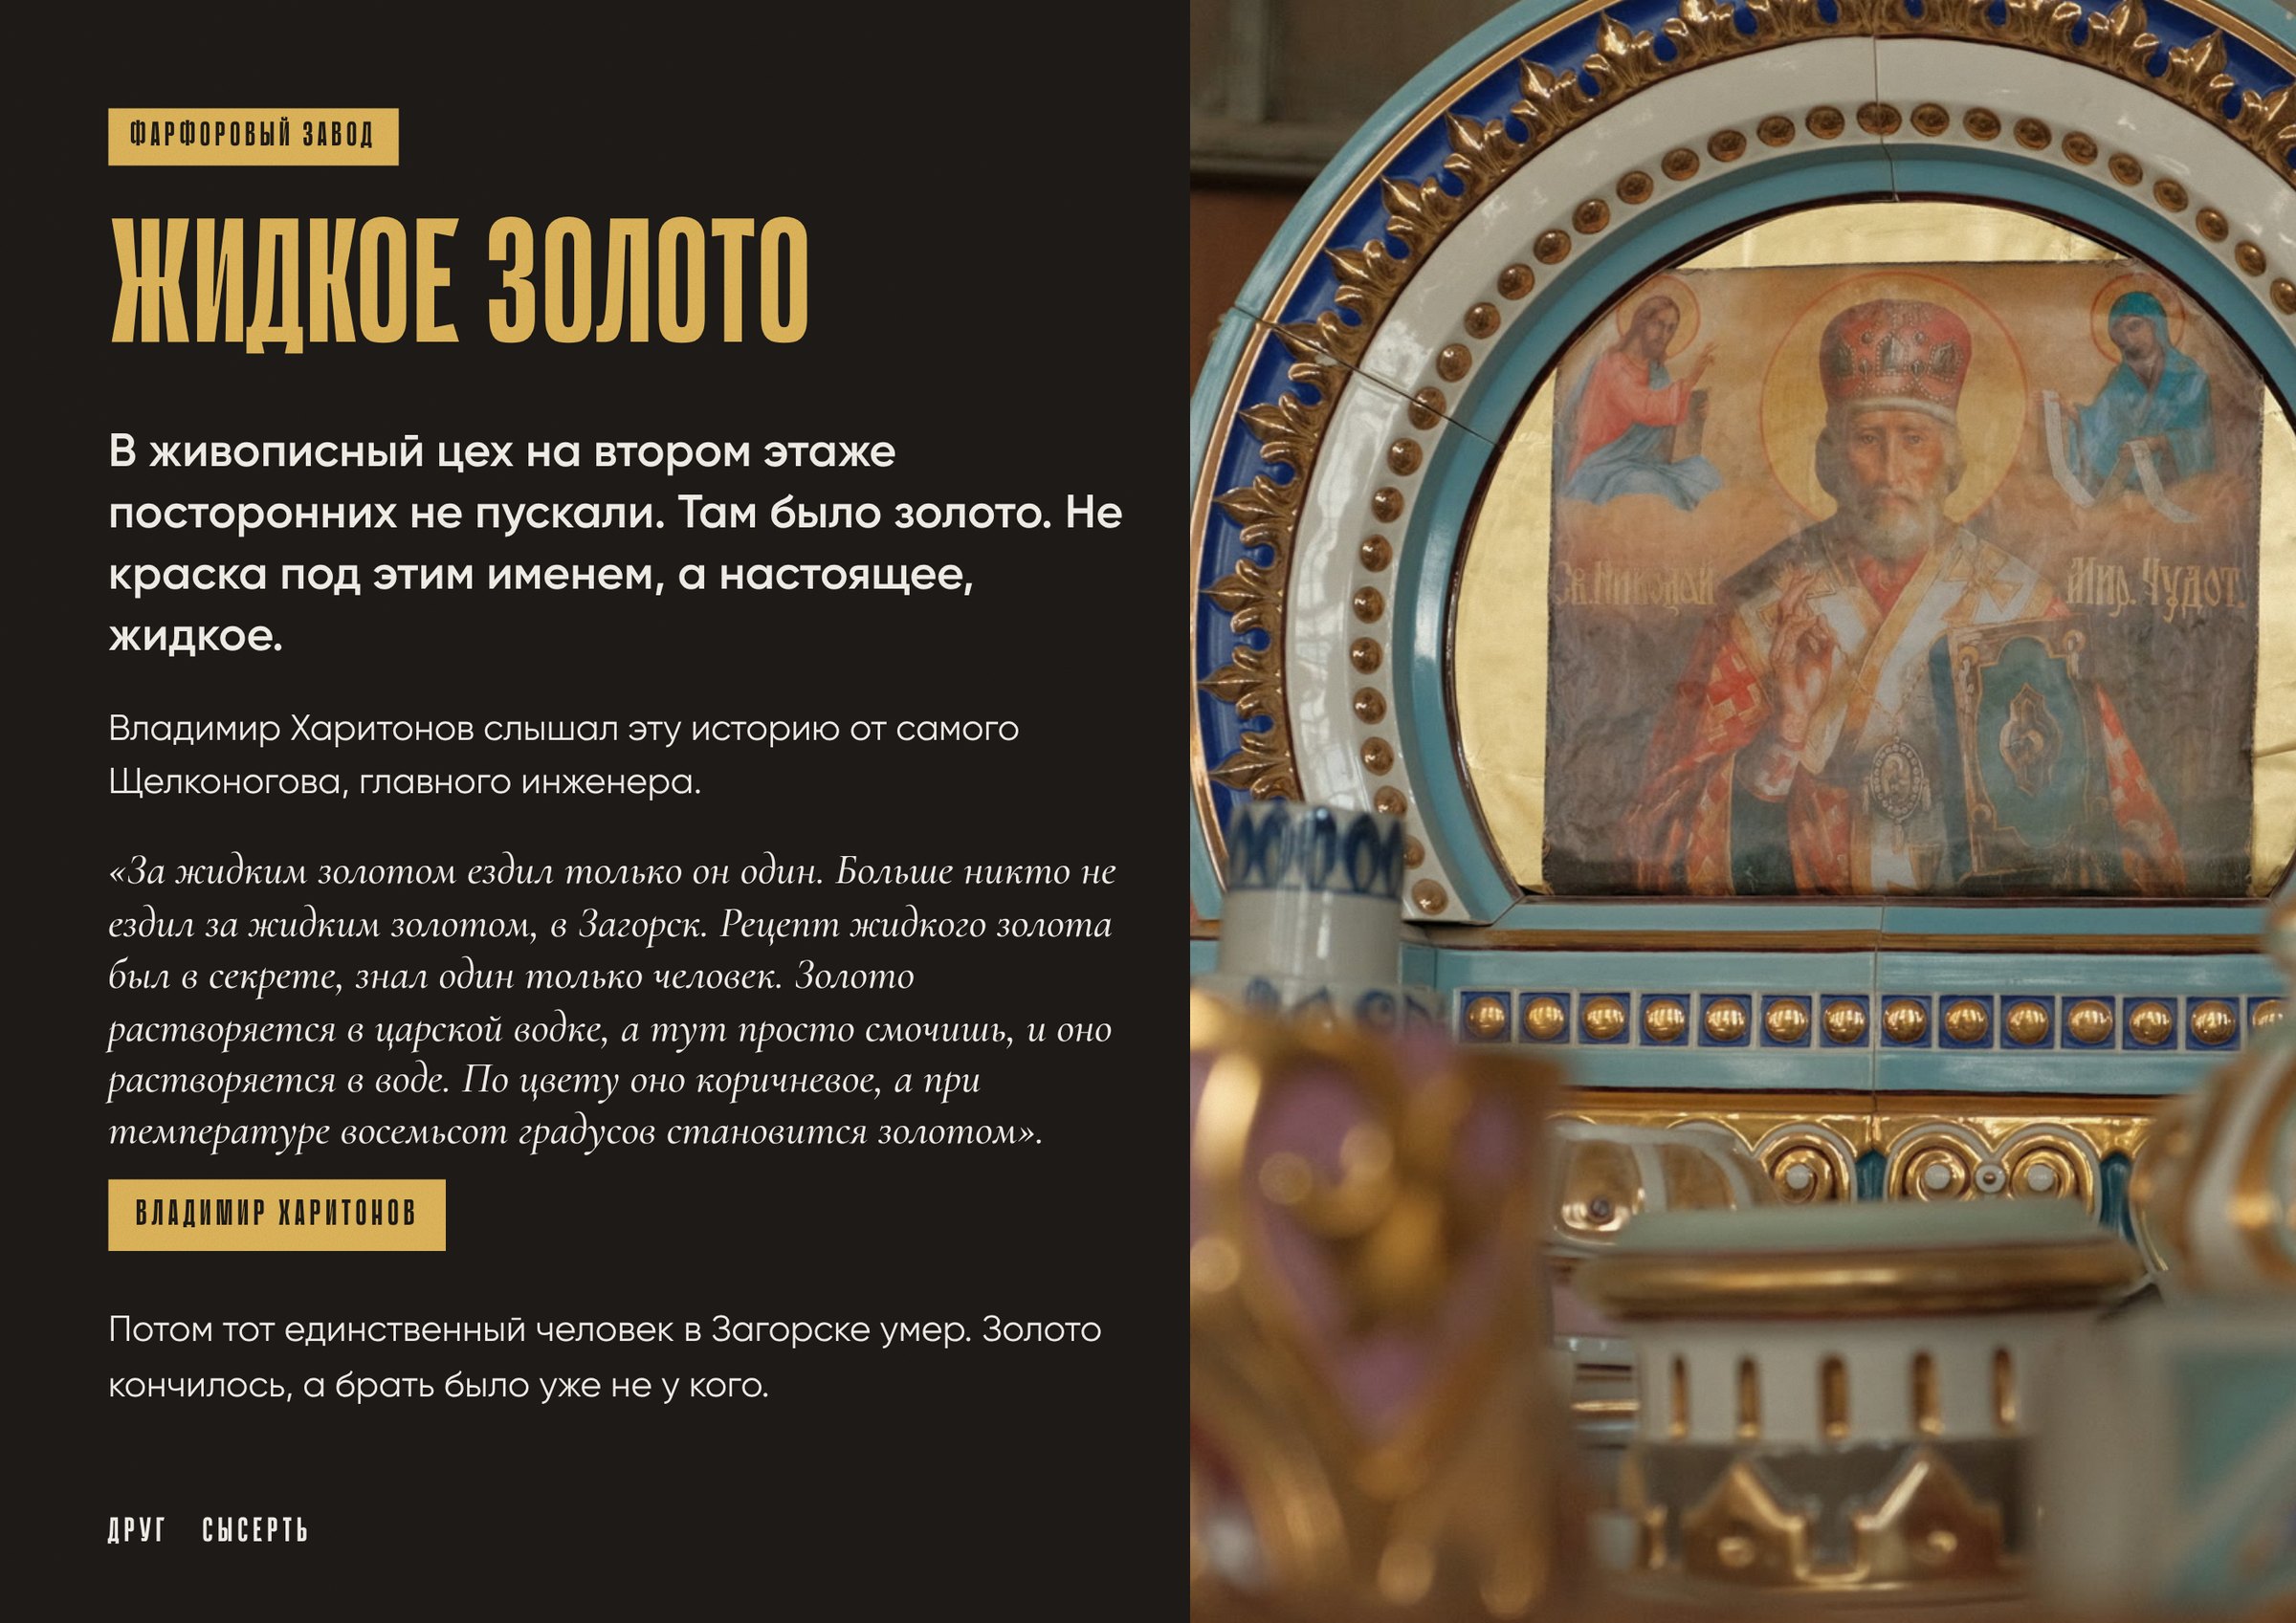 ФАРФОРОВЫЙ ЗАВОД
ЖИДКОЕ ЗОЛОТО
В живописный цех на втором этаже
посторонних не пускали. Там было золото. Не
краска под этим именем, а настоящее,
жидкое.
Владимир Харитонов слышал эту историю от самого
Щелконогова, главного инженера.
«За жидким золотом ездил только он один. Больше никто не
ездил за жидким золотом, в Загорск. Рецепт жидкого золота
был в секрете, знал один только человек. Золото
растворяется в царской водке, а тут просто смочишь, и оно
растворяется в воде. По цвету оно коричневое, а при
температуре восемьсот градусов становится золотом».
ВЛАДИМИР ХАРИТОНОВ
Потом тот единственный человек в Загорске умер. Золото
кончилось, а брать было уже не у кого.
ДРУГ СЫСЕРТЬ
Св. Николай Мир. Чудот.